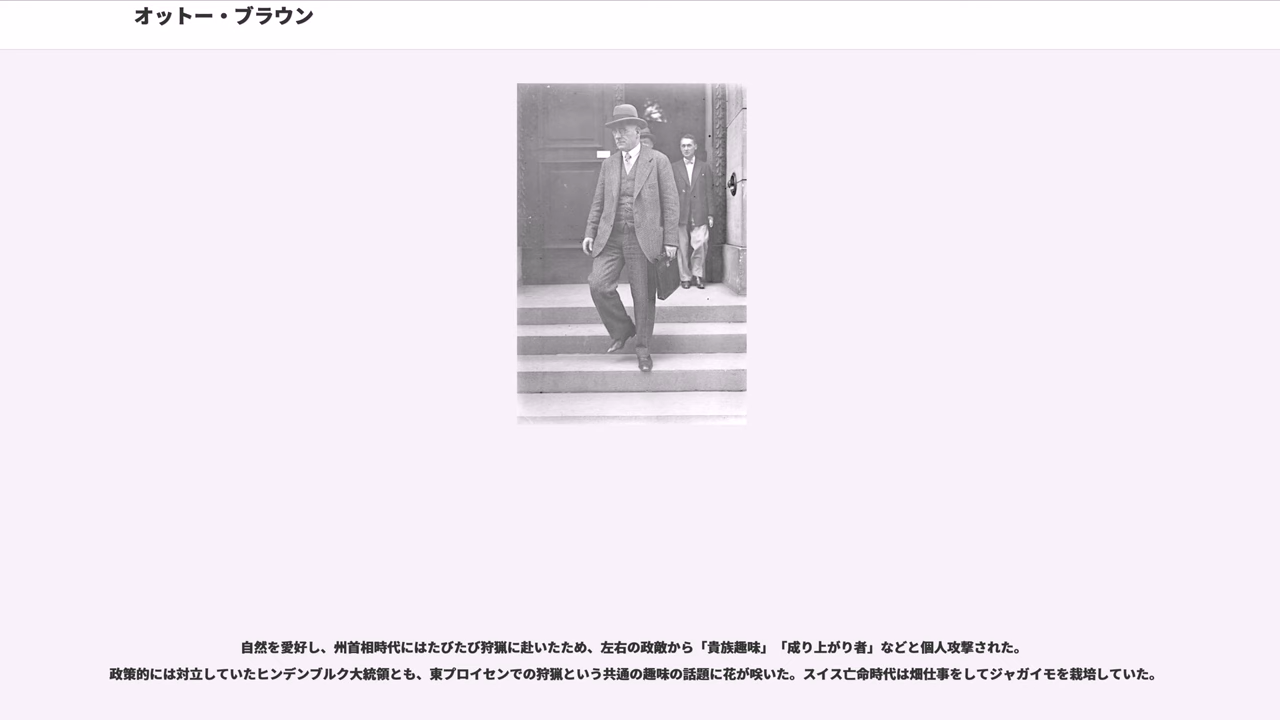 オットー・ブラウン
自然を愛好し、州首相時代にはたびたび狩猟に赴いたため、左右の政敵から「貴族趣味」「成り上がり者」などと個人攻撃された。
政策的には対立していたヒンデンブルク大統領とも、東プロイセンでの狩猟という共通の趣味の話題に花が咲いた。スイス亡命時代は畑仕事をしてジャガイモを栽培していた。